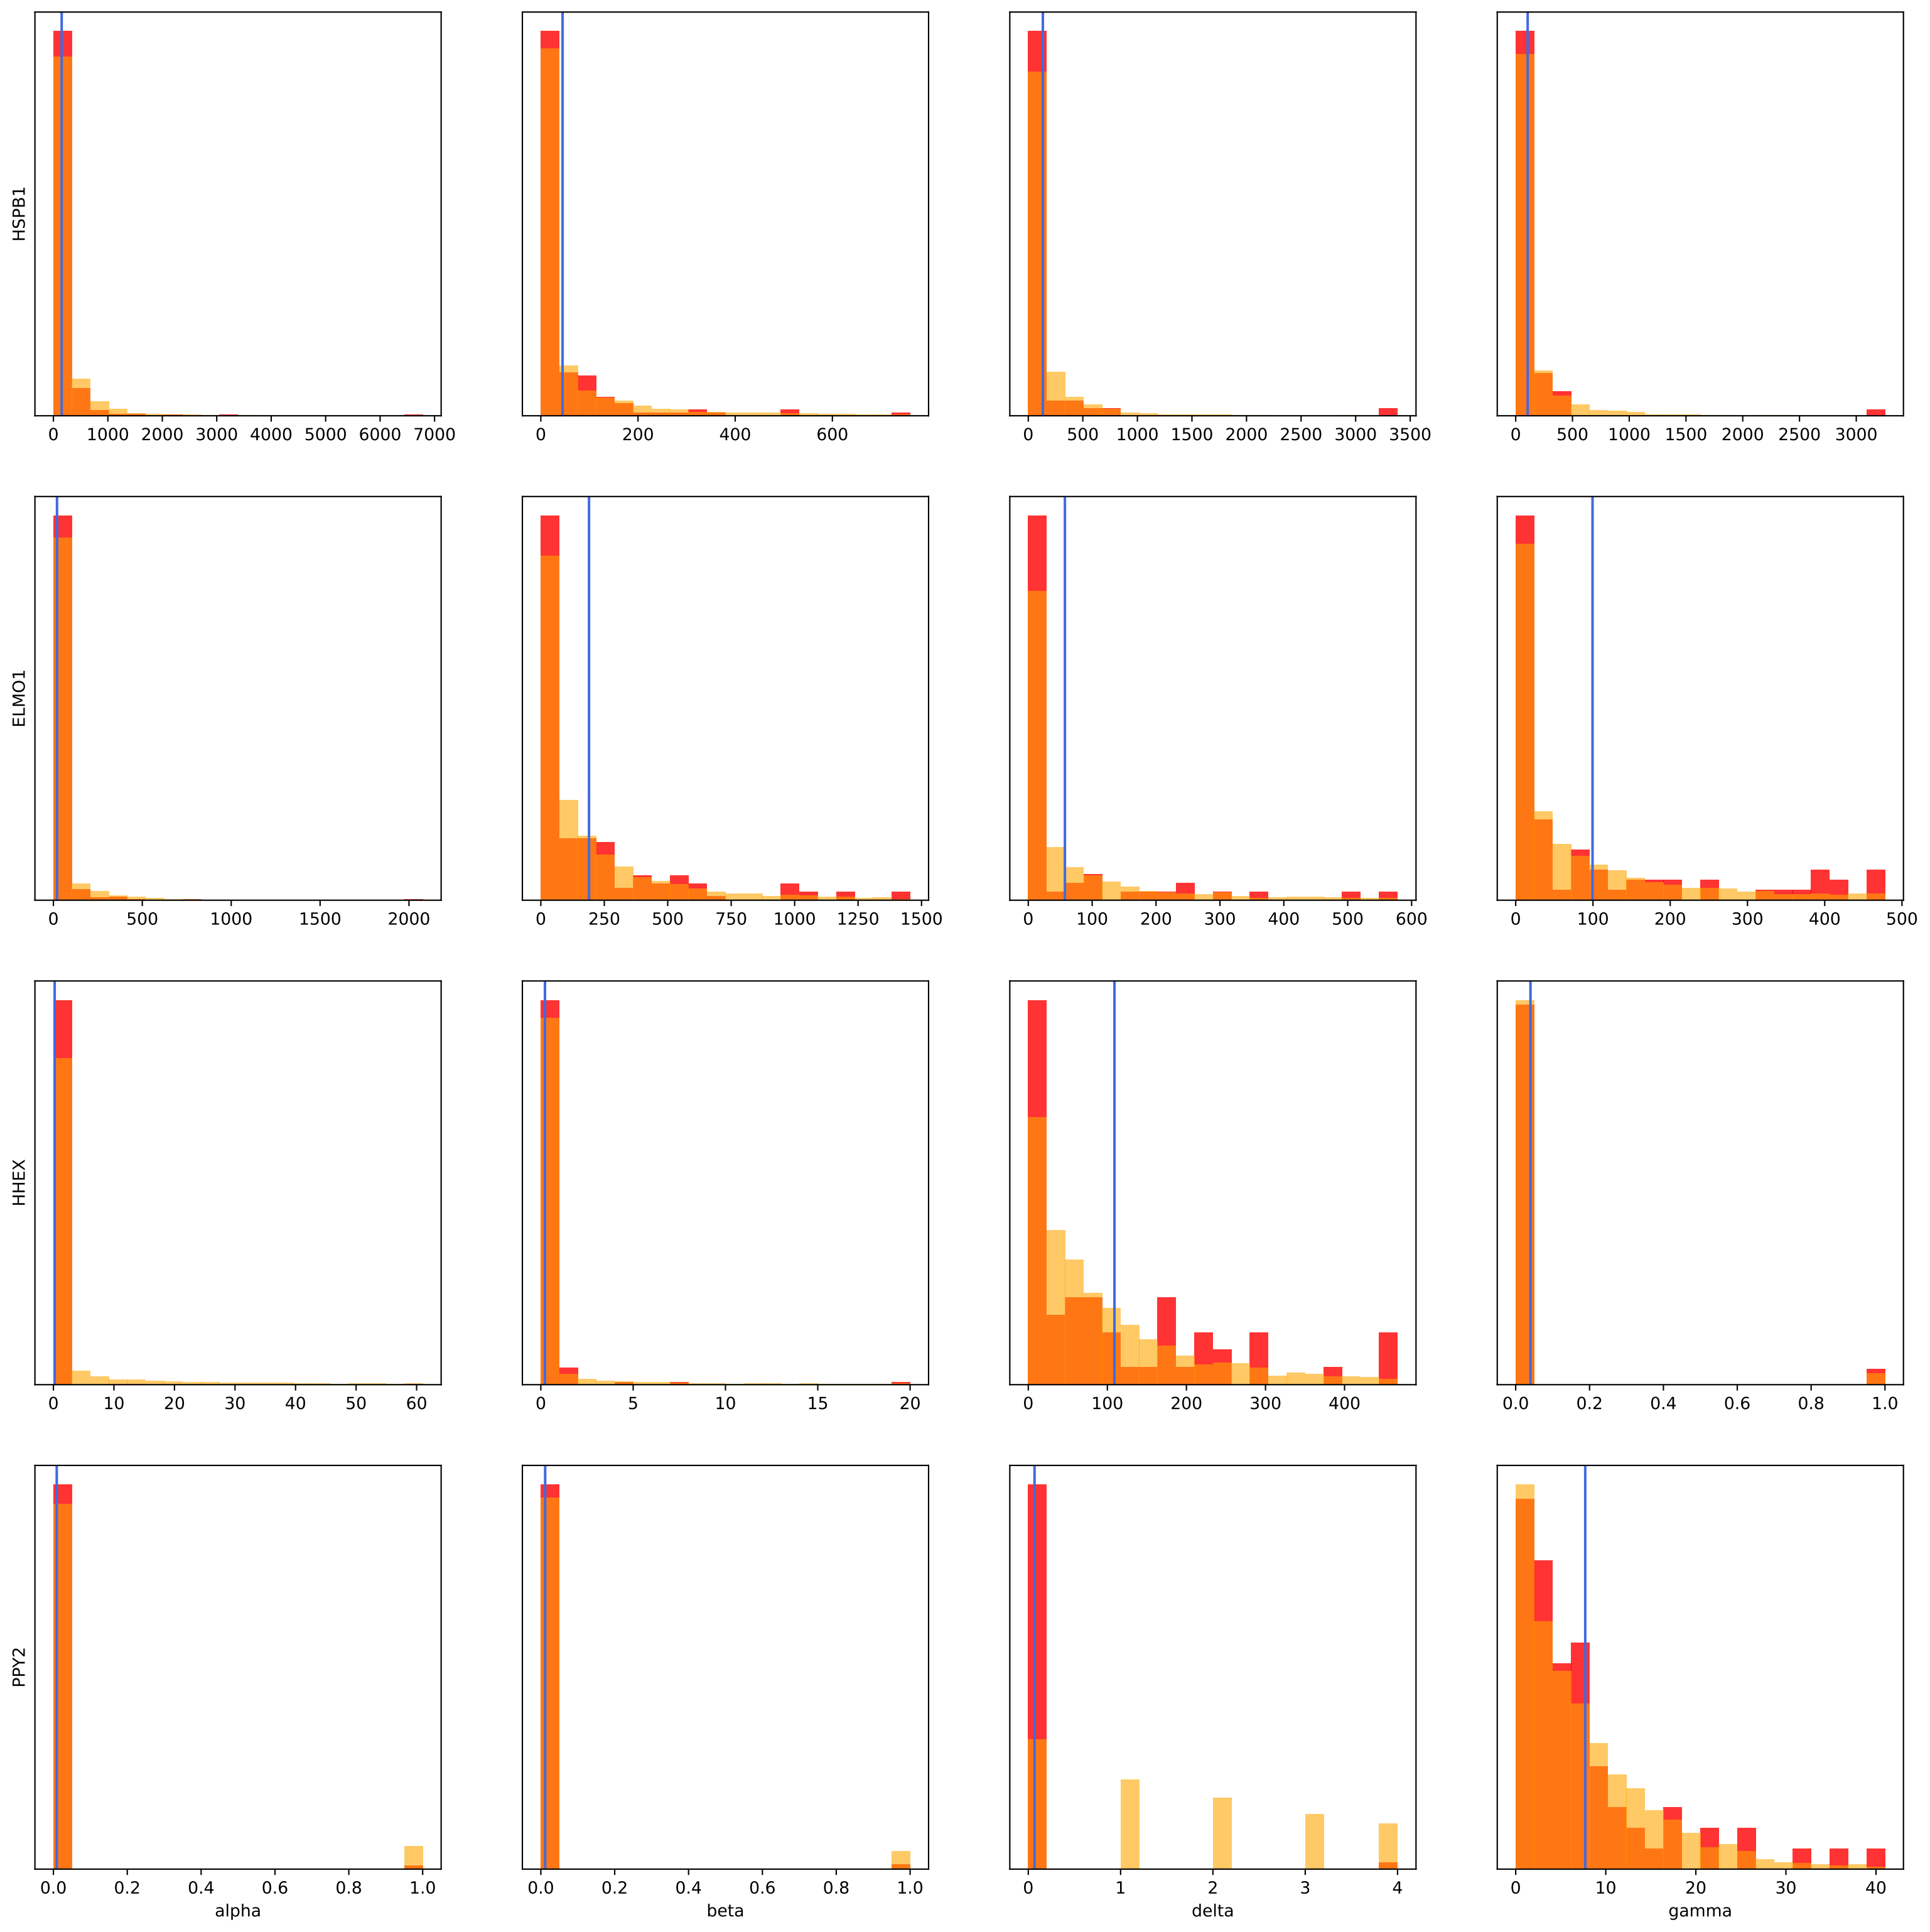 HSPB1
0 1000 2000 3000 4000 5000 6000 7000
0 200 400 600
0 500 1000 1500 2000 2500 3000 3500
0 500 1000 1500 2000 2500 3000
ELMO1
0 500 1000 1500 2000
0 250 500 750 1000 1250 1500
0 100 200 300 400 500 600
0 100 200 300 400 500
HHEX
0 10 20 30 40 50 60
0 5 10 15 20
0 100 200 300 400
0.0 0.2 0.4 0.6 0.8 1.0
PPY2
0.0 0.2 0.4 0.6 0.8 1.0
alpha
0.0 0.2 0.4 0.6 0.8 1.0
beta
0 1 2 3 4
delta
0 10 20 30 40
gamma